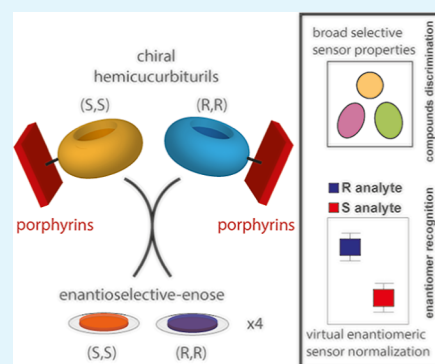 chiral
hemicucurbiturils
(S,S)
(R,R)
porphyrins
porphyrins
enantioselective-enose
x4
(S,S)
(R,R)
broad selective
sensor properties
compounds discrimination
R analyte
S analyte
enantiomer recognition
virtual enantiomeric
sensor normalization